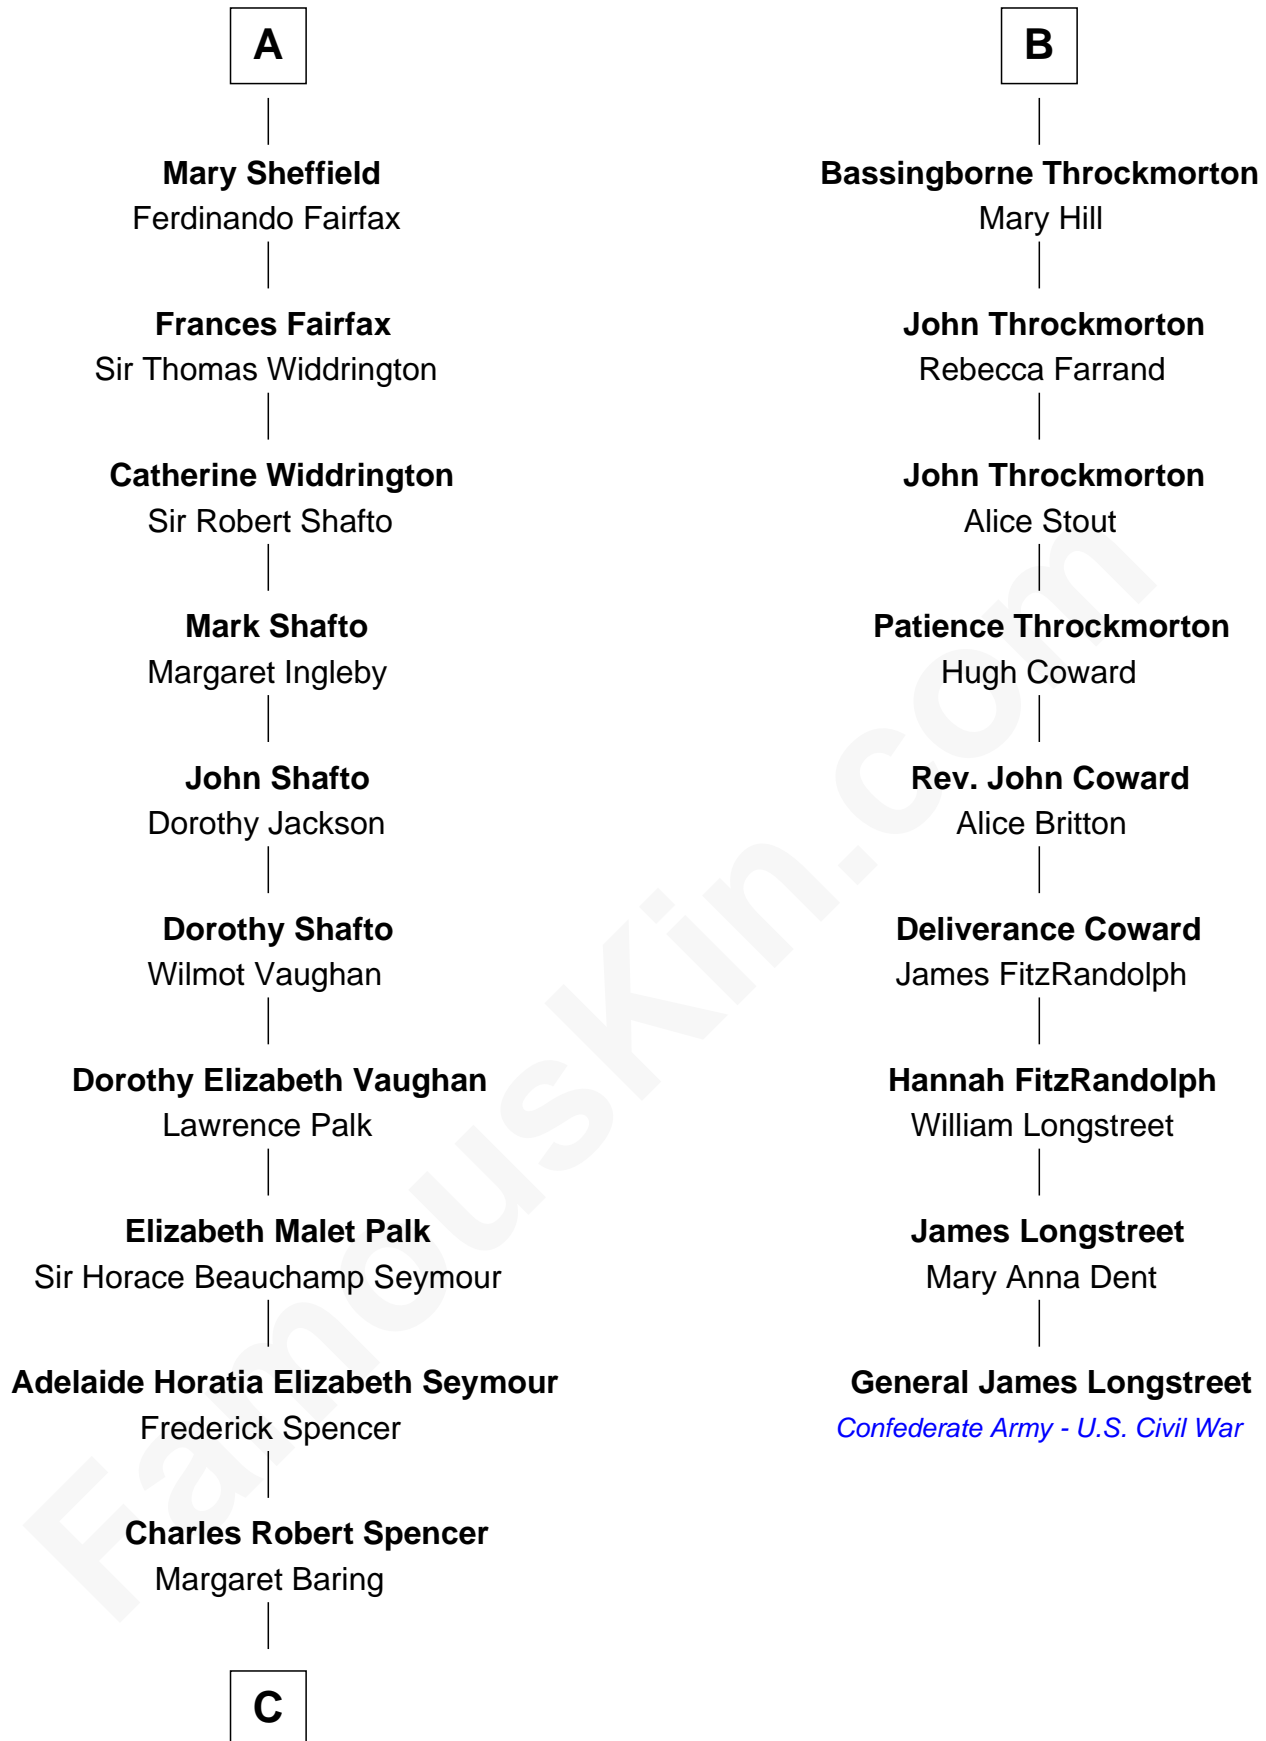 A
Mary Sheffield
Ferdinando Fairfax
Frances Fairfax
Sir Thomas Widdrington
Catherine Widdrington
Sir Robert Shafto
Mark Shafto
Margaret Ingleby
John Shafto
Dorothy Jackson
Dorothy Shafto
Wilmot Vaughan
Dorothy Elizabeth Vaughan
Lawrence Palk
Elizabeth Malet Palk
Sir Horace Beauchamp Seymour
Adelaide Horatia Elizabeth Seymour
Frederick Spencer
Charles Robert Spencer
Margaret Baring
C
B
Bassingborne Throckmorton
Mary Hill
John Throckmorton
Rebecca Farrand
John Throckmorton
Alice Stout
Patience Throckmorton
Hugh Coward
Rev. John Coward
Alice Britton
Deliverance Coward
James FitzRandolph
Hannah FitzRandolph
William Longstreet
James Longstreet
Mary Anna Dent
General James Longstreet
Confederate Army - U.S. Civil War
FamousKin.com